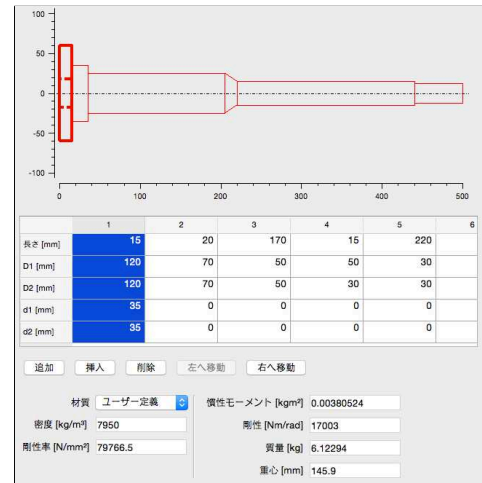 100
50
0
-50
-100
0 100 200 300 400 500
1 2 3 4 5 6
長さ [mm] 15 20 170 15 220
D1 [mm] 120 70 50 50 30
D2 [mm] 120 70 50 30 30
d1 [mm] 35 0 0 0 0
d2 [mm] 35 0 0 0 0
追加 挿入 削除 左へ移動 右へ移動
材質 ユーザー定義 慣性モーメント [kgm²] 0.00380524
密度 [kg/m³] 7950 剛性 [Nm/rad] 17003
剛性率 [N/mm²] 79766.5 質量 [kg] 6.12294
重心 [mm] 145.9